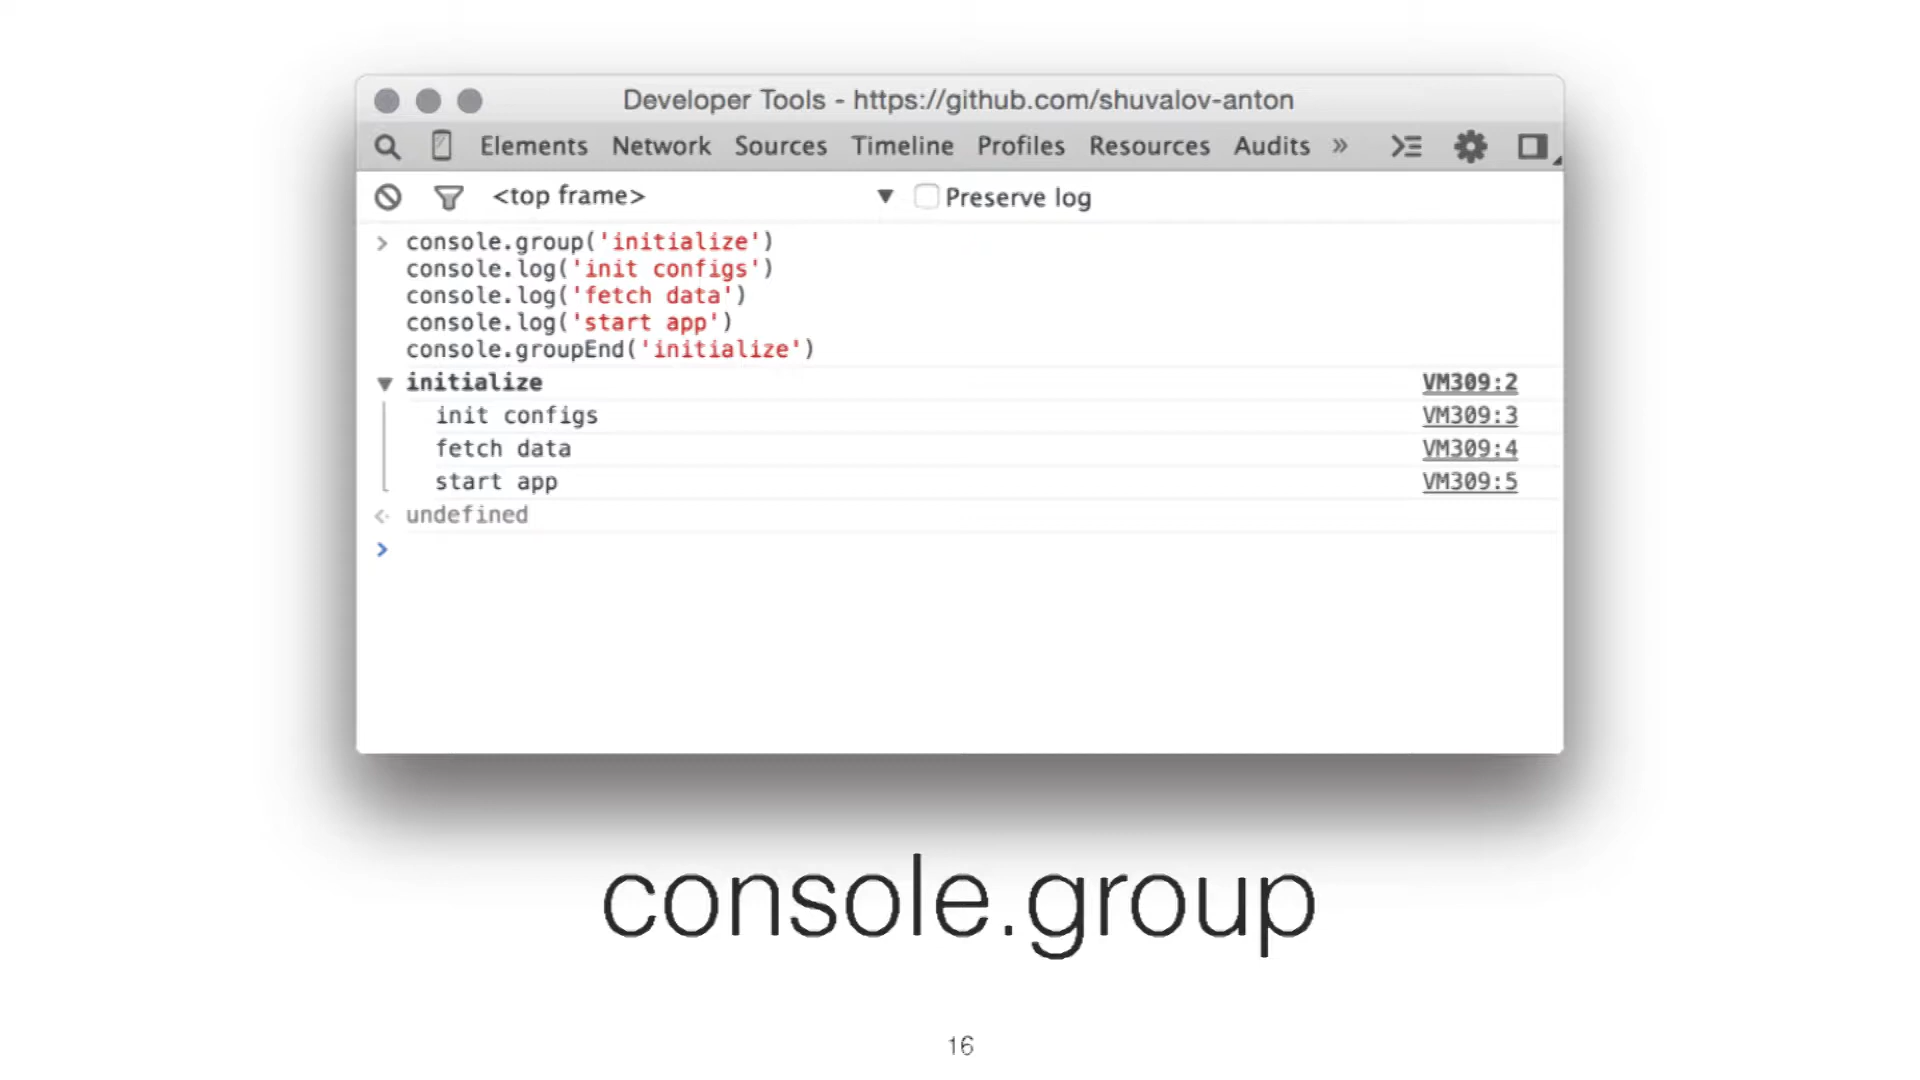 Developer Tools - https://github.com/shuvalov-anton
Elements Network Sources Timeline Profiles Resources Audits »
<top frame> ▼ Preserve log
> console.group('initialize')
console.log('init configs')
console.log('fetch data')
console.log('start app')
console.groupEnd('initialize')
▼ initialize VM309:2
init configs VM309:3
fetch data VM309:4
start app VM309:5
undefined
>
console.group
16